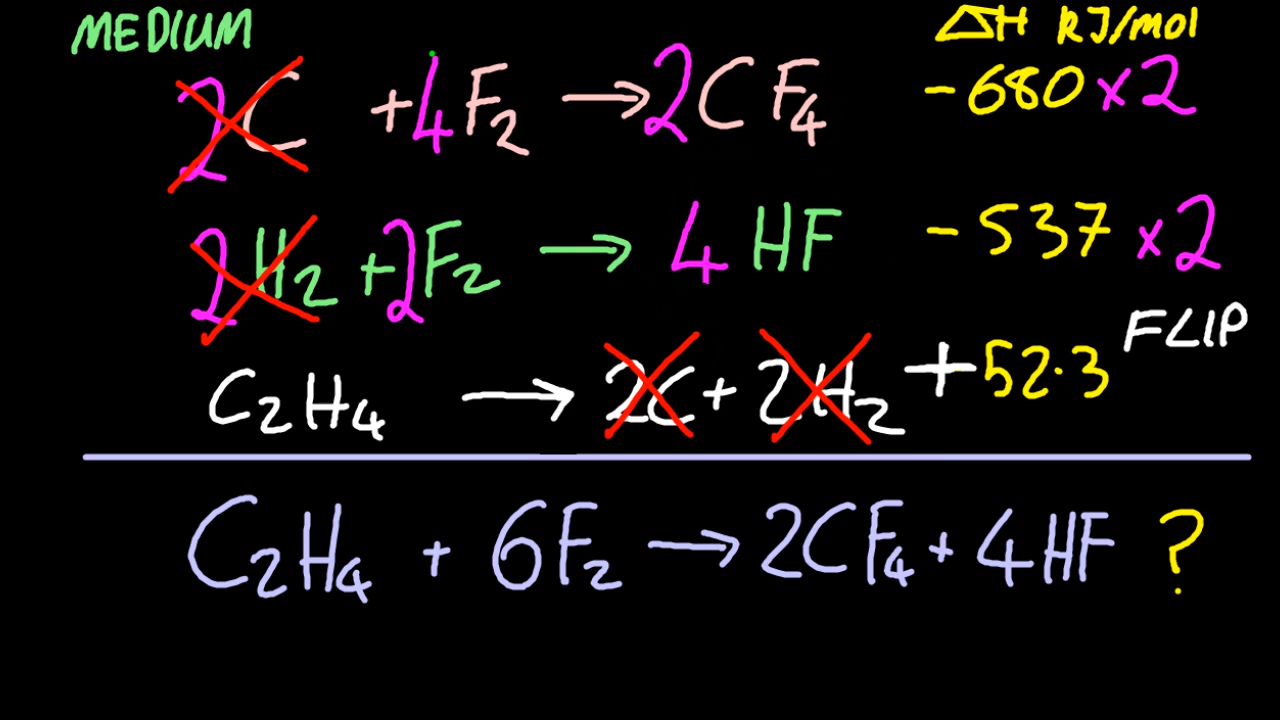 MEDIUM ΔH KJ/mol
2C +4F₂ → 2CF₄ -680 ×2
2H₂ + 2F₂ → 4HF -537 ×2
C₂H₄ → 2C + 2H₂ +52.3 FLIP
C₂H₄ + 6F₂ → 2CF₄ + 4HF ?